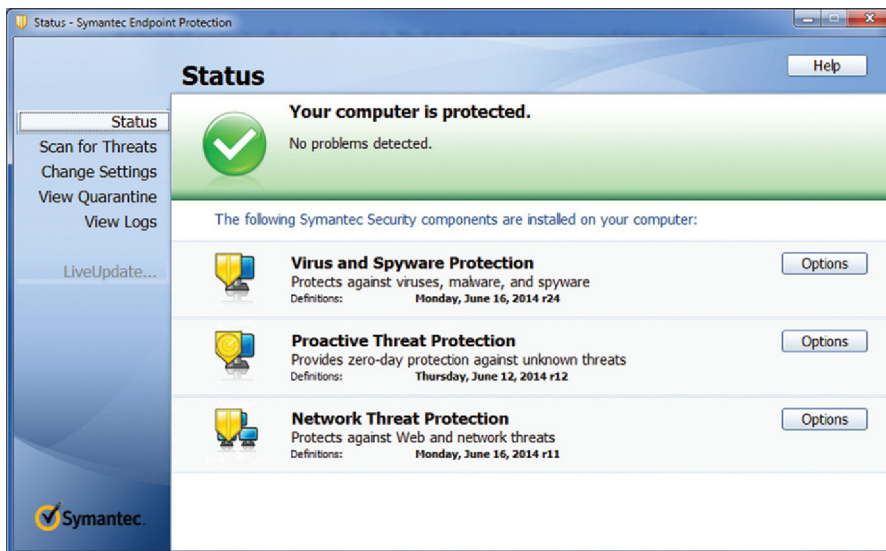 Status - Symantec Endpoint Protection
Status
Help
Status
Scan for Threats
Change Settings
View Quarantine
View Logs
LiveUpdate...
Your computer is protected.
No problems detected.
The following Symantec Security components are installed on your computer:
Virus and Spyware Protection
Protects against viruses, malware, and spyware
Definitions: Monday, June 16, 2014 r24
Options
Proactive Threat Protection
Provides zero-day protection against unknown threats
Definitions: Thursday, June 12, 2014 r12
Options
Network Threat Protection
Protects against Web and network threats
Definitions: Monday, June 16, 2014 r11
Options
Symantec.